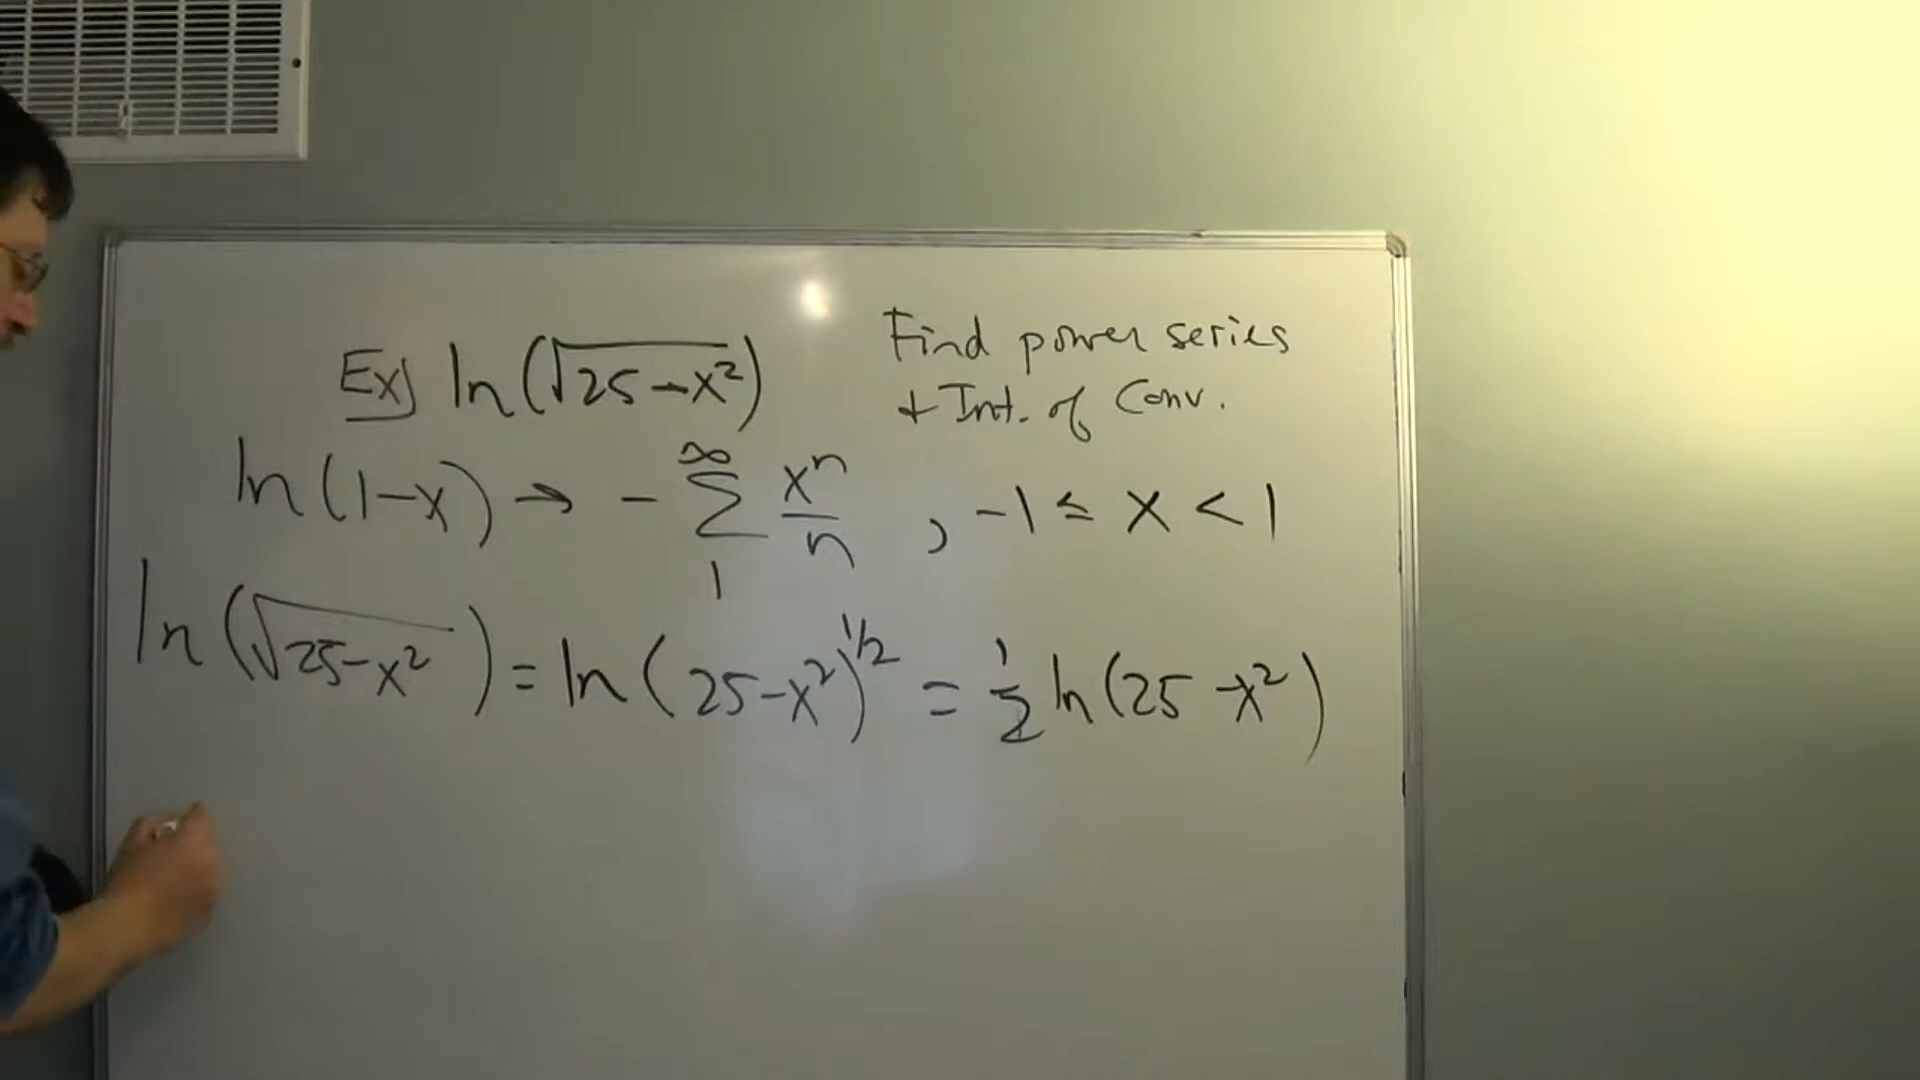 Ex) ln(√25-x²) Find power series
+ Int. of Conv.
ln(1-x) → - ∞ Σ 1 xⁿ/n , -1 ≤ x < 1
ln(√25-x²) = ln(25-x²)^1/2 = 1/2 ln(25-x²)